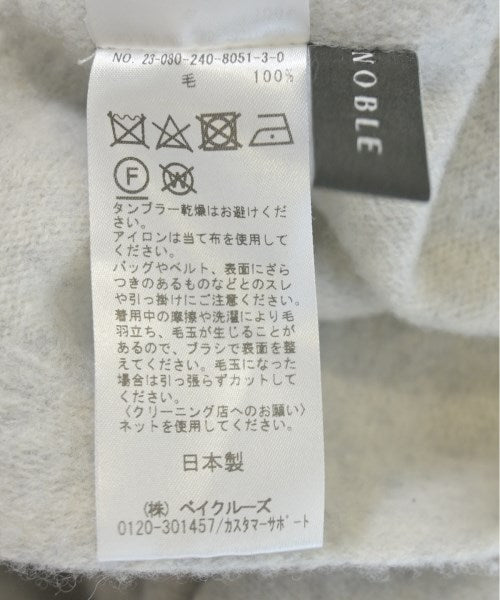 NO. 23-080-240-8051-3-0
毛 100%
NOBLE
F W
タンブラー乾燥はお避けくだ
さい。
アイロンは当て布を使用して
ください。
バッグやベルト、表面にざら
つきのあるものなどとのスレ
や引っ掛けにご注意ください。
着用中の摩擦や洗濯により毛
羽立ち、毛玉が生じることが
あるので、ブラシで表面を整
えてください。毛玉になった
場合は引っ張らずカットして
ください。
〈クリーニング店へのお願い〉
ネットを使用してください。
日本製
(株) ベイクルーズ
0120-301457/カスタマーサポート